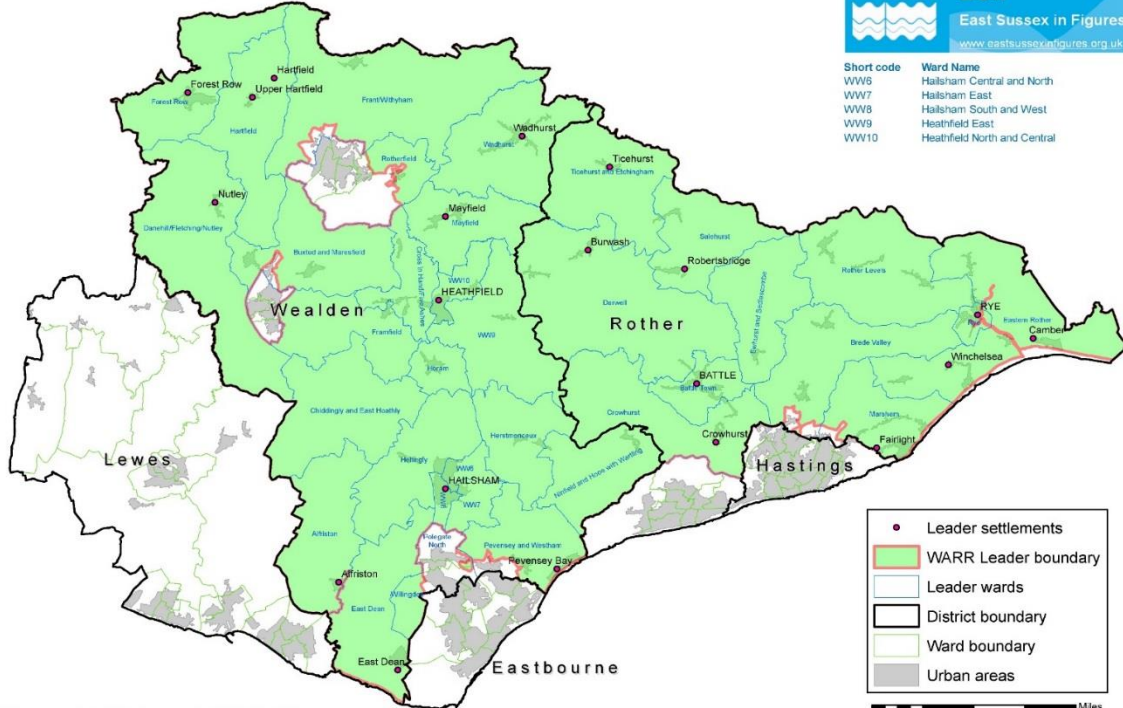 East Sussex in Figures
www.eastsussexinfigures.org.uk
Short code Ward Name
WW6 Hailsham Central and North
WW7 Hailsham East
WW8 Hailsham South and West
WW9 Heathfield East
WW10 Heathfield North and Central
Hartfield
Forest Row
Upper Hartfield
Forest Row
Frant/Withyham
Hartfield
Wadhurst
Wadhurst
Rotherfield
Ticehurst
Ticehurst and Etchingham
Nutley
Mayfield
Mayfield
Danehill/Fletching/Nutley
Salehurst
Buxted and Maresfield
Burwash
Robertsbridge
Rother Levels
WW10
HEATHFIELD
Wealden
Darwell
RYE
Rother
Eastern Rother
Camber
Framfield
WW9
Brede Valley
Winchelsea
Horam
BATTLE
Battle Town
Chiddingly and East Hoathly
Crowhurst
Marsham
Herstmonceux
Crowhurst
Fairlight
Lewes
Hellingly
WW6
Hastings
HAILSHAM
Ninfield and Hooe with Wartling
WW8
WW7
Alfriston
Polegate North
Pevensey and Westham
Pevensey Bay
Alfriston
East Dean
Willingdon
East Dean
Eastbourne
Leader settlements
WARR Leader boundary
Leader wards
District boundary
Ward boundary
Urban areas
Miles